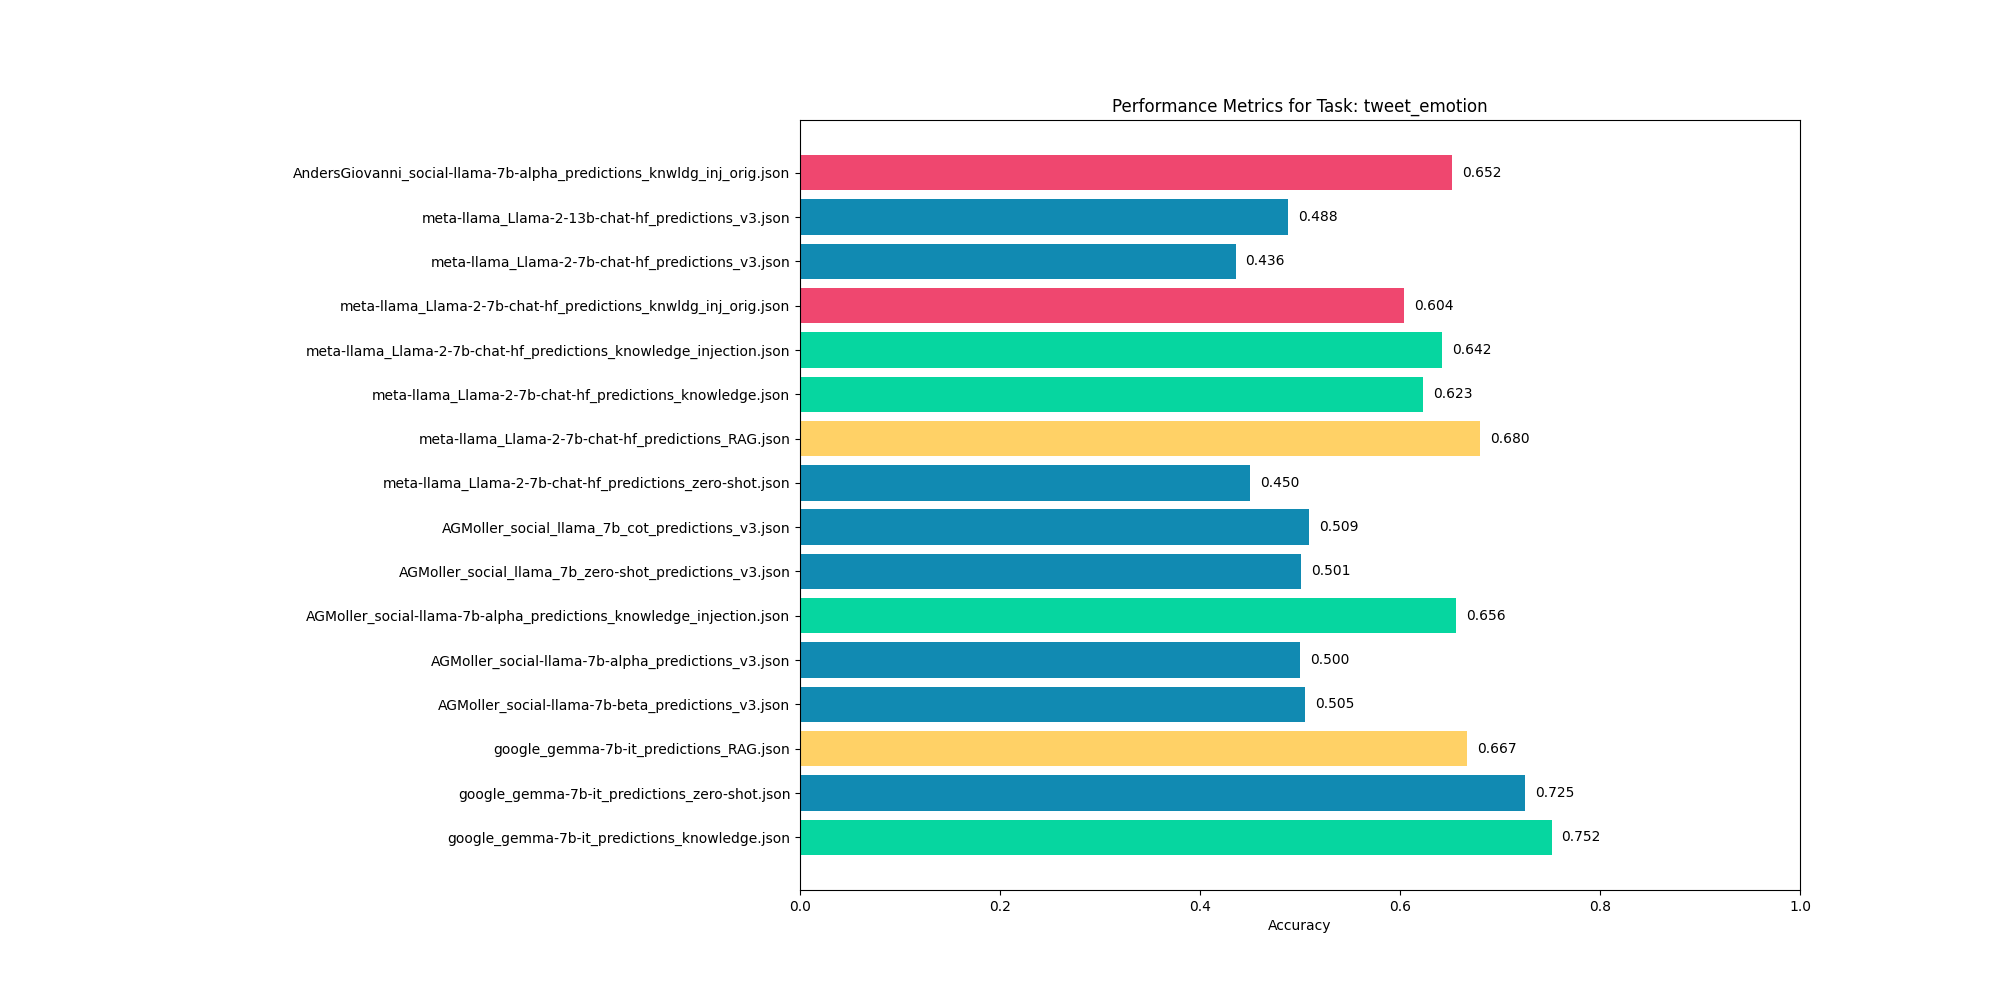 Performance Metrics for Task: tweet_emotion
AndersGiovanni_social-llama-7b-alpha_predictions_knwldg_inj_orig.json 0.652
meta-llama_Llama-2-13b-chat-hf_predictions_v3.json 0.488
meta-llama_Llama-2-7b-chat-hf_predictions_v3.json 0.436
meta-llama_Llama-2-7b-chat-hf_predictions_knwldg_inj_orig.json 0.604
meta-llama_Llama-2-7b-chat-hf_predictions_knowledge_injection.json 0.642
meta-llama_Llama-2-7b-chat-hf_predictions_knowledge.json 0.623
meta-llama_Llama-2-7b-chat-hf_predictions_RAG.json 0.680
meta-llama_Llama-2-7b-chat-hf_predictions_zero-shot.json 0.450
AGMoller_social_llama_7b_cot_predictions_v3.json 0.509
AGMoller_social_llama_7b_zero-shot_predictions_v3.json 0.501
AGMoller_social-llama-7b-alpha_predictions_knowledge_injection.json 0.656
AGMoller_social-llama-7b-alpha_predictions_v3.json 0.500
AGMoller_social-llama-7b-beta_predictions_v3.json 0.505
google_gemma-7b-it_predictions_RAG.json 0.667
google_gemma-7b-it_predictions_zero-shot.json 0.725
google_gemma-7b-it_predictions_knowledge.json 0.752
0.0 0.2 0.4 0.6 0.8 1.0
Accuracy